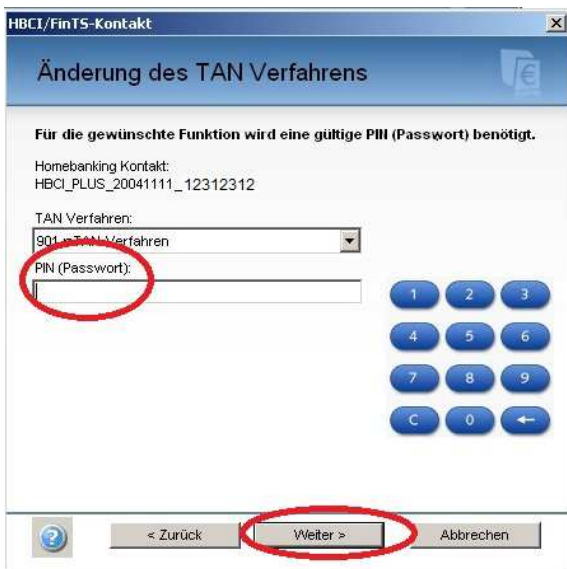 HBCI/FinTS-Kontakt
Änderung des TAN Verfahrens
€
Für die gewünschte Funktion wird eine gültige PIN (Passwort) benötigt.
Homebanking Kontakt:
HBCI_PLUS_20041111_12312312
TAN Verfahren:
901 mTAN-Verfahren
PIN (Passwort):
1 2 3
4 5 6
7 8 9
C 0 ←
? < Zurück Weiter > Abbrechen